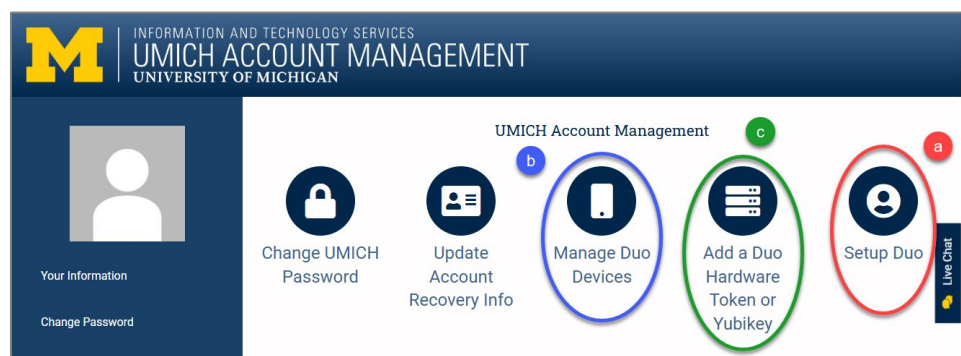 M
INFORMATION AND TECHNOLOGY SERVICES
UMICH ACCOUNT MANAGEMENT
UNIVERSITY OF MICHIGAN
UMICH Account Management
c
a
b
Change UMICH
Password
Update
Account
Recovery Info
Manage Duo
Devices
Add a Duo
Hardware
Token or
Yubikey
Setup Duo
Live Chat
Your Information
Change Password